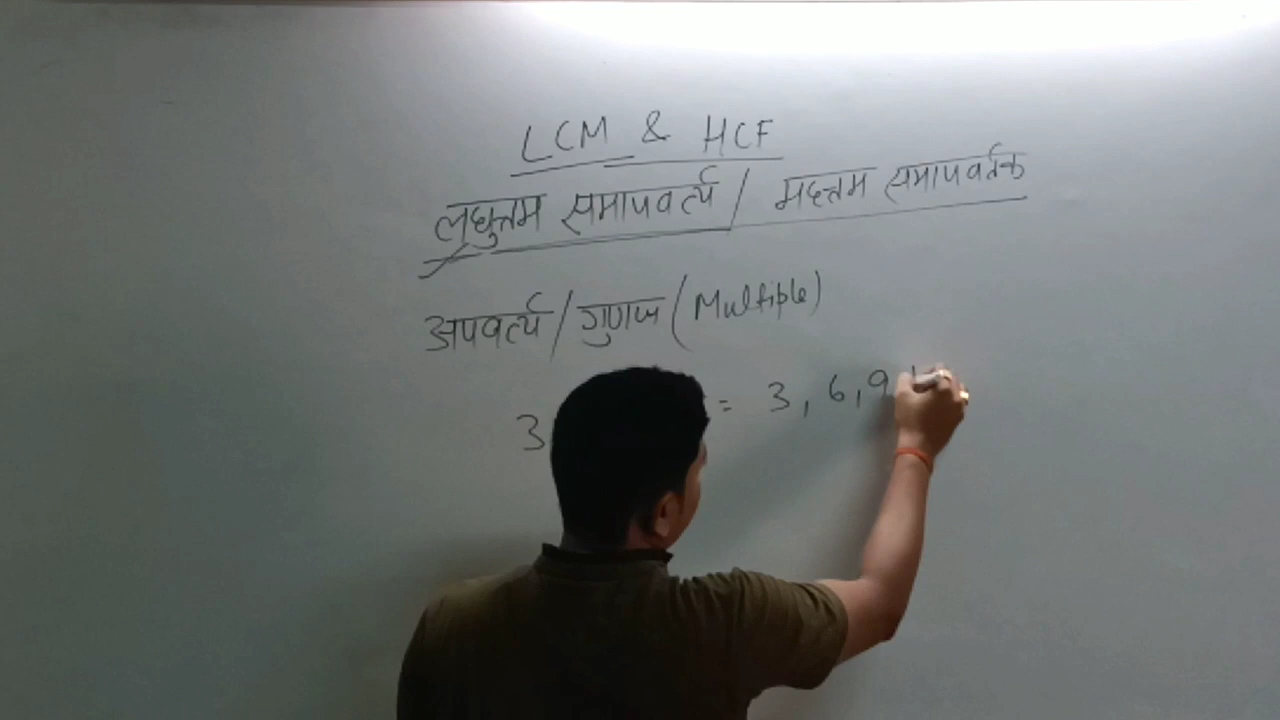 LCM & HCF
लघुत्तम समापवर्त्य / महत्तम समापवर्तक
अपवर्त्य / गुणज (Multiple)
3 = 3, 6, 9